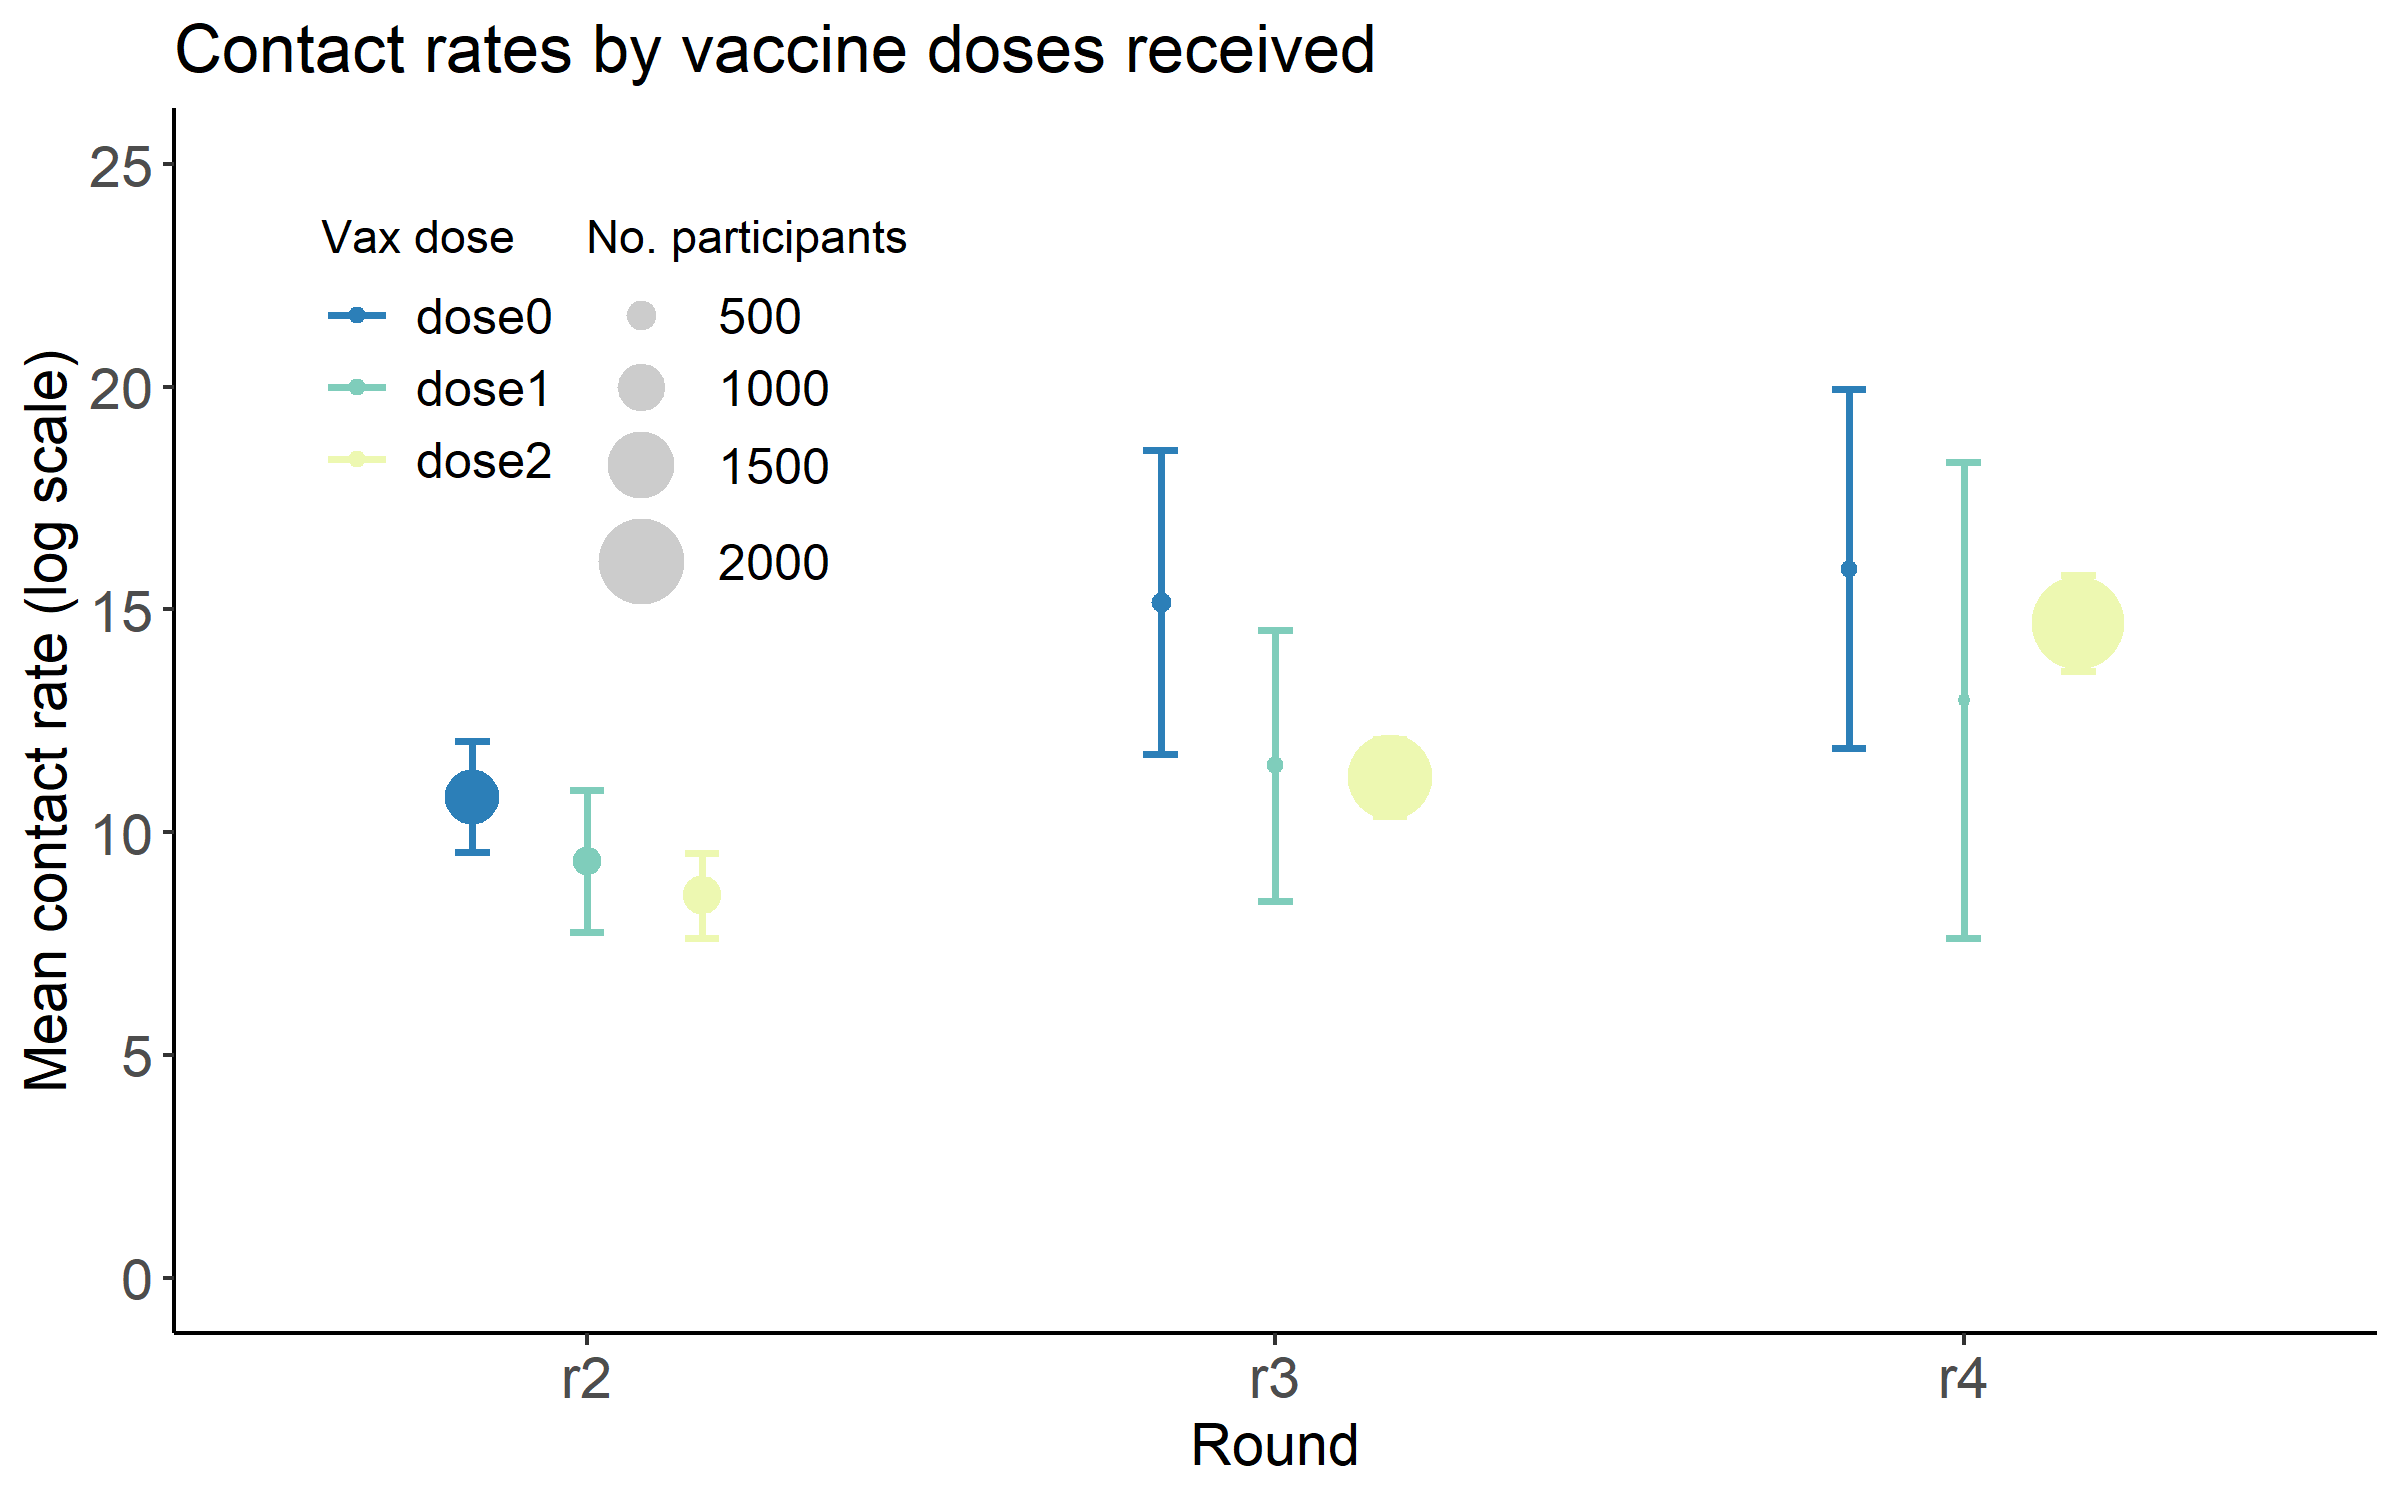 Contact rates by vaccine doses received
Mean contact rate (log scale)
25
20
15
10
5
0
Vax dose
dose0
dose1
dose2
No. participants
500
1000
1500
2000
r2
r3
r4
Round